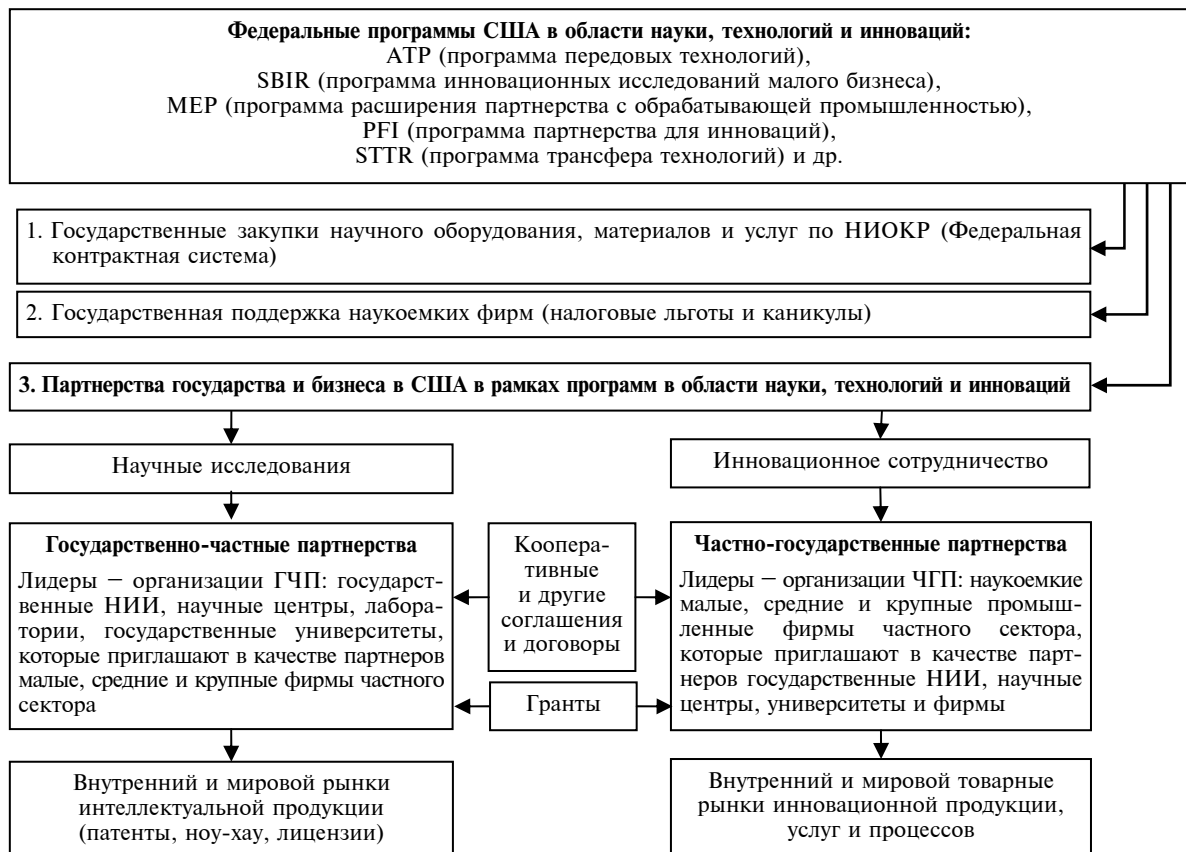 Федеральные программы США в области науки, технологий и инноваций:
ATP (программа передовых технологий),
SBIR (программа инновационных исследований малого бизнеса),
MEP (программа расширения партнерства с обрабатывающей промышленностью),
PFI (программа партнерства для инноваций),
STTR (программа трансфера технологий) и др.
1. Государственные закупки научного оборудования, материалов и услуг по НИОКР (Федеральная
контрактная система)
2. Государственная поддержка наукоемких фирм (налоговые льготы и каникулы)
3. Партнерства государства и бизнеса в США в рамках программ в области науки, технологий и инноваций
Научные исследования
Инновационное сотрудничество
Государственно-частные партнерства
Лидеры – организации ГЧП: государст-
венные НИИ, научные центры, лабора-
тории, государственные университеты,
которые приглашают в качестве партнеров
малые, средние и крупные фирмы частного
сектора
Коопера-
тивные
и другие
соглашения
и договоры
Гранты
Частно-государственные партнерства
Лидеры – организации ЧГП: наукоемкие
малые, средние и крупные промыш-
ленные фирмы частного сектора,
которые приглашают в качестве парт-
неров государственные НИИ, научные
центры, университеты и фирмы
Внутренний и мировой рынки
интеллектуальной продукции
(патенты, ноу-хау, лицензии)
Внутренний и мировой товарные
рынки инновационной продукции,
услуг и процессов